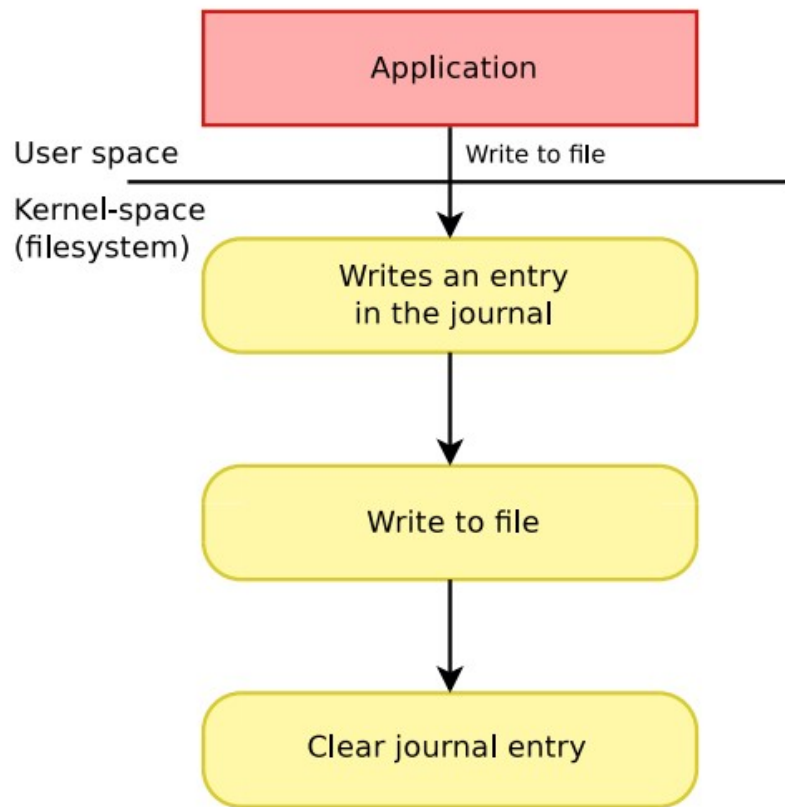 Application
User space
Write to file
Kernel-space
(filesystem)
Writes an entry
in the journal
Write to file
Clear journal entry